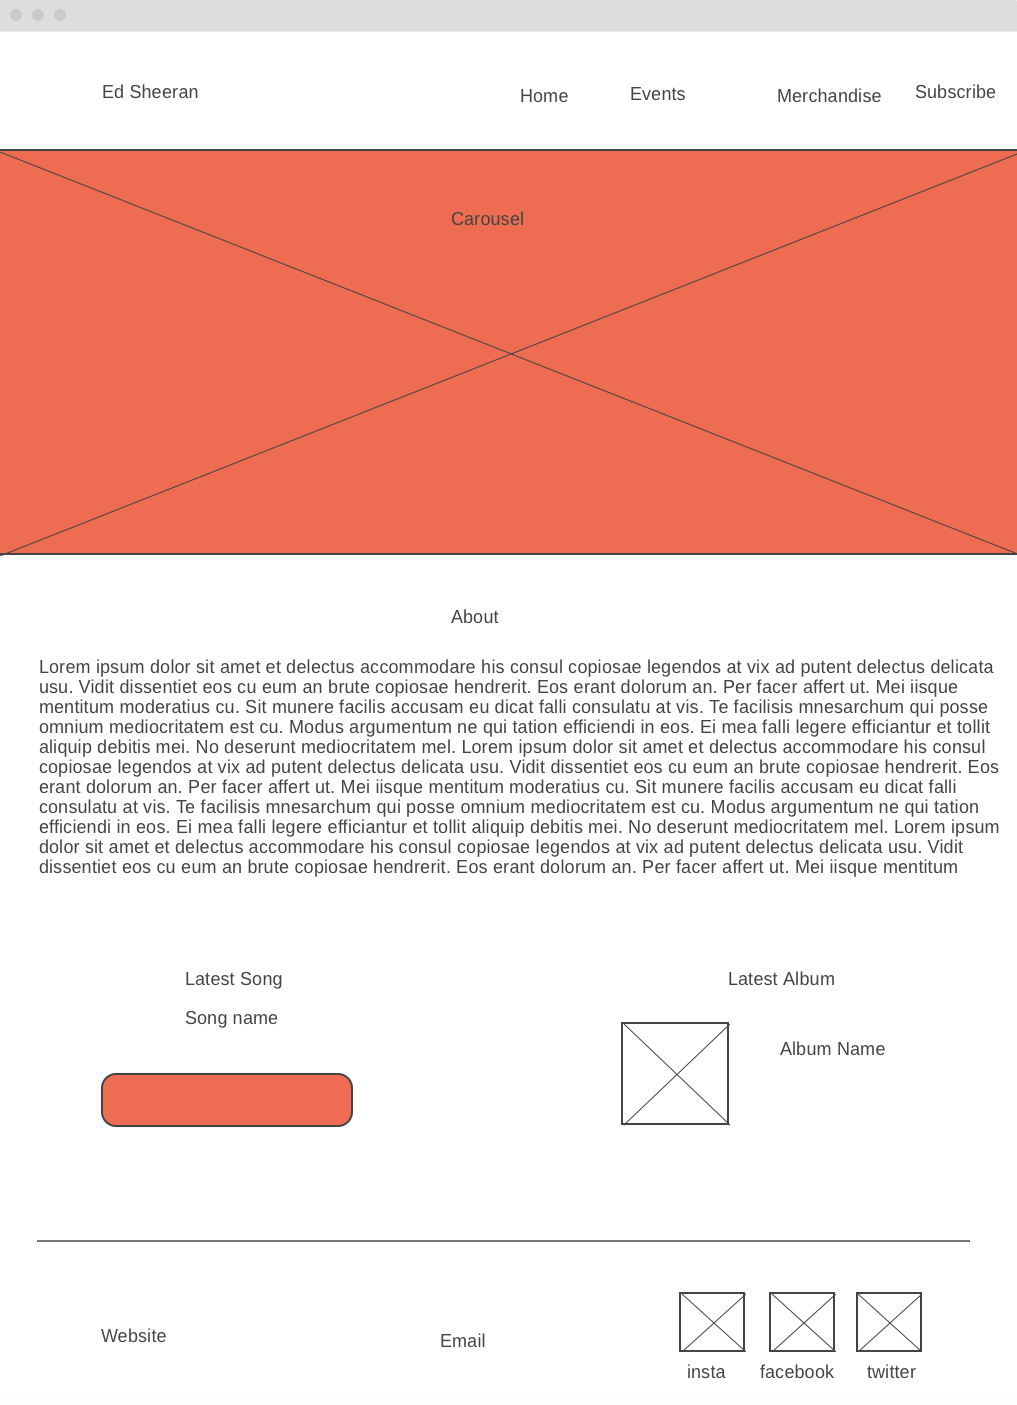 Ed Sheeran
Home
Events
Merchandise
Subscribe
Carousel
About
Lorem ipsum dolor sit amet et delectus accommodare his consul copiosae legendos at vix ad putent delectus delicata
usu. Vidit dissentiet eos cu eum an brute copiosae hendrerit. Eos erant dolorum an. Per facer affert ut. Mei iisque
mentitum moderatius cu. Sit munere facilis accusam eu dicat falli consulatu at vis. Te facilisis mnesarchum qui posse
omnium mediocritatem est cu. Modus argumentum ne qui tation efficiendi in eos. Ei mea falli legere efficiantur et tollit
aliquip debitis mei. No deserunt mediocritatem mel. Lorem ipsum dolor sit amet et delectus accommodare his consul
copiosae legendos at vix ad putent delectus delicata usu. Vidit dissentiet eos cu eum an brute copiosae hendrerit. Eos
erant dolorum an. Per facer affert ut. Mei iisque mentitum moderatius cu. Sit munere facilis accusam eu dicat falli
consulatu at vis. Te facilisis mnesarchum qui posse omnium mediocritatem est cu. Modus argumentum ne qui tation
efficiendi in eos. Ei mea falli legere efficiantur et tollit aliquip debitis mei. No deserunt mediocritatem mel. Lorem ipsum
dolor sit amet et delectus accommodare his consul copiosae legendos at vix ad putent delectus delicata usu. Vidit
dissentiet eos cu eum an brute copiosae hendrerit. Eos erant dolorum an. Per facer affert ut. Mei iisque mentitum
Latest Song
Song name
Latest Album
Album Name
Website
Email
insta
facebook
twitter